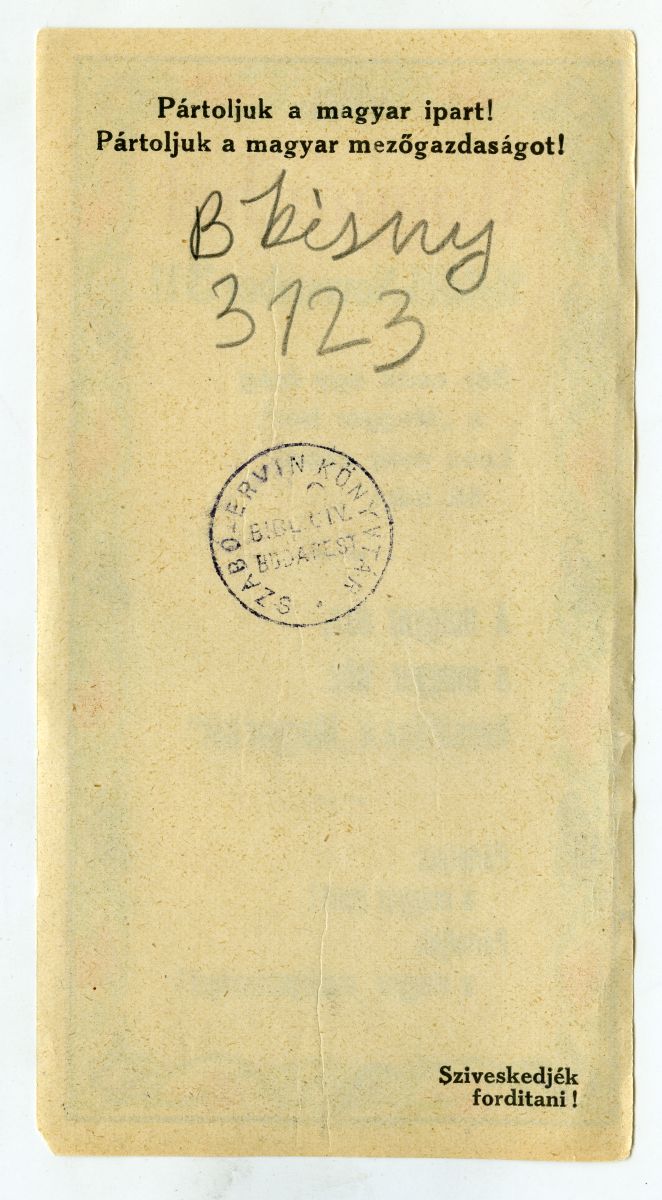 Pártoljuk a magyar ipart!
Pártoljuk a magyar mezőgazdaságot!
B kisny
3123
SZABÓ-ERVIN KÖNYVTÁR
BIBL. CIV.
BUDAPEST
Sziveskedjék
forditani!